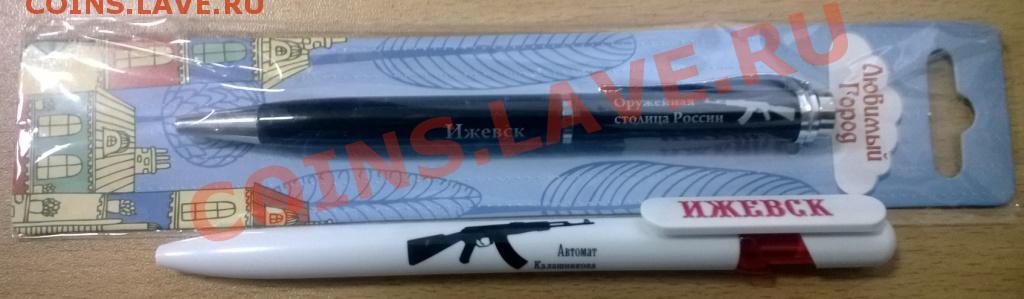 COINS.LAVE.RU
COINS.LAVE.RU
Любимый
Город
Ижевск
Оружейная
столица России
ИЖЕВСК
Автомат
Калашникова